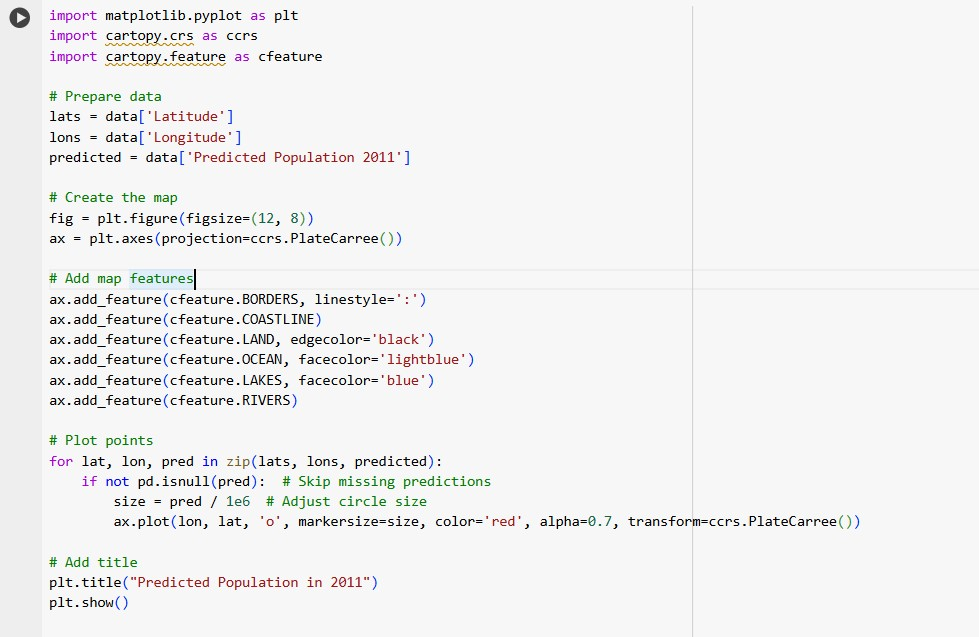 import matplotlib.pyplot as plt
import cartopy.crs as ccrs
import cartopy.feature as cfeature

# Prepare data
lats = data['Latitude']
lons = data['Longitude']
predicted = data['Predicted Population 2011']

# Create the map
fig = plt.figure(figsize=(12, 8))
ax = plt.axes(projection=ccrs.PlateCarree())

# Add map features
ax.add_feature(cfeature.BORDERS, linestyle=':')
ax.add_feature(cfeature.COASTLINE)
ax.add_feature(cfeature.LAND, edgecolor='black')
ax.add_feature(cfeature.OCEAN, facecolor='lightblue')
ax.add_feature(cfeature.LAKES, facecolor='blue')
ax.add_feature(cfeature.RIVERS)

# Plot points
for lat, lon, pred in zip(lats, lons, predicted):
    if not pd.isnull(pred):  # Skip missing predictions
        size = pred / 1e6  # Adjust circle size
        ax.plot(lon, lat, 'o', markersize=size, color='red', alpha=0.7, transform=ccrs.PlateCarree())

# Add title
plt.title("Predicted Population in 2011")
plt.show()